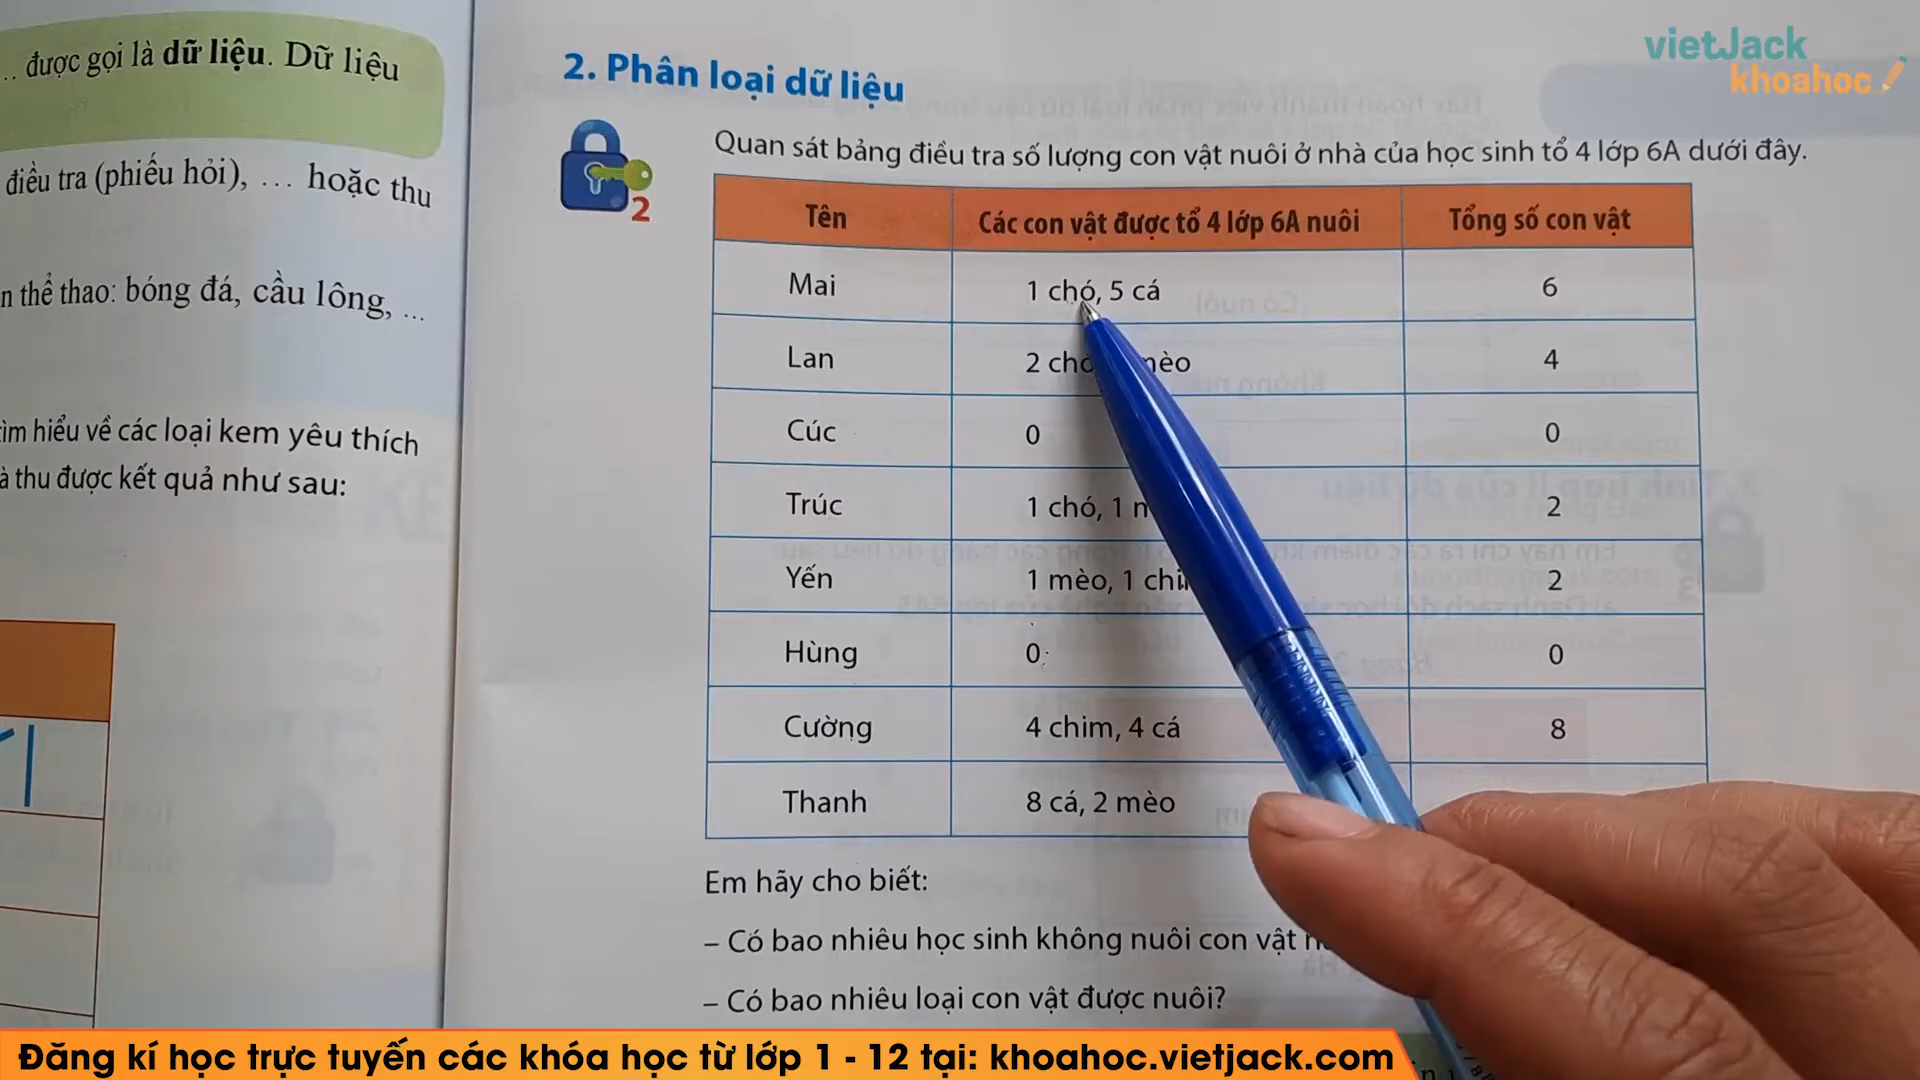 ... được gọi là dữ liệu. Dữ liệu
điều tra (phiếu hỏi), ... hoặc thu
n thể thao: bóng đá, cầu lông, ...
tìm hiểu về các loại kem yêu thích
à thu được kết quả như sau:
vietJack
khoahoc
2. Phân loại dữ liệu
2
Quan sát bảng điều tra số lượng con vật nuôi ở nhà của học sinh tổ 4 lớp 6A dưới đây.
Tên Các con vật được tổ 4 lớp 6A nuôi Tổng số con vật
Mai 1 chó, 5 cá 6
Lan 2 chó mèo 4
Cúc 0 0
Trúc 1 chó, 1 2
Yến 1 mèo, 1 2
Hùng 0 0
Cường 4 chim, 4 cá 8
Thanh 8 cá, 2 mèo
Em hãy cho biết:
– Có bao nhiêu học sinh không nuôi con vật
– Có bao nhiêu loại con vật được nuôi?
Đăng kí học trực tuyến các khóa học từ lớp 1 - 12 tại: khoahoc.vietjack.com